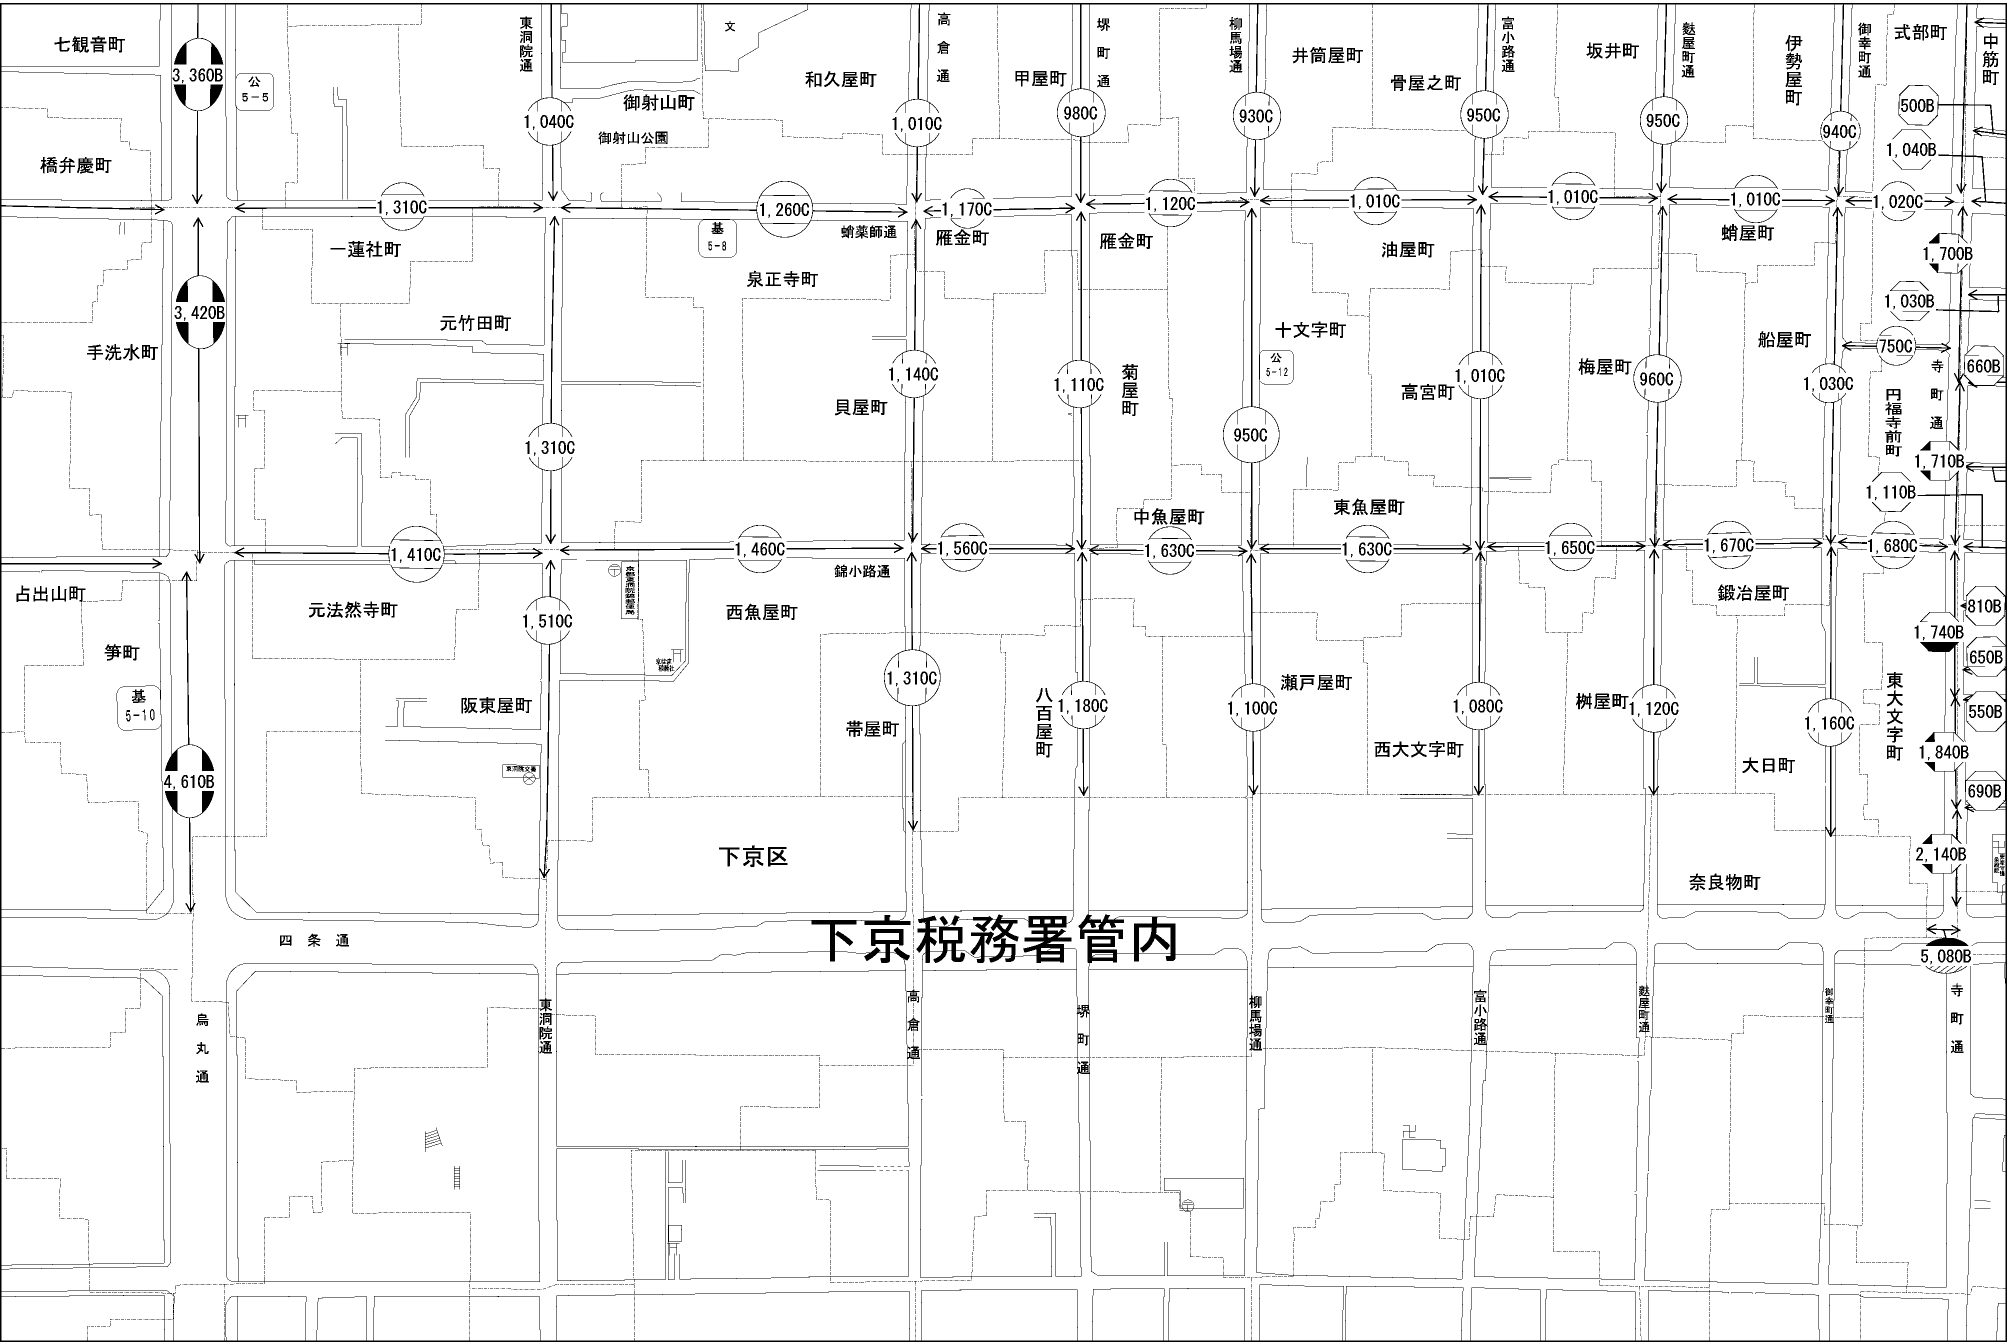 七観音町
3,360B
公
5-5
東洞院通
1,040C
文
御射山町
御射山公園
和久屋町
高倉通
1,010C
甲屋町
堺町通
980C
柳馬場通
930C
井筒屋町
骨屋之町
富小路通
950C
坂井町
麩屋町通
950C
伊勢屋町
御幸町通
940C
式部町
中筋町
500B
1,040B
橋弁慶町
1,310C
1,260C
1,170C
1,120C
1,010C
1,010C
1,010C
1,020C
一蓮社町
基
5-8
蛸薬師通
雁金町
雁金町
油屋町
蛸屋町
1,700B
泉正寺町
3,420B
元竹田町
手洗水町
十文字町
公
5-12
船屋町
1,030B
750C
660B
寺町通
1,140C
1,110C
菊屋町
1,010C
高宮町
梅屋町
960C
1,030C
円福寺前町
貝屋町
1,310C
950C
1,710B
1,110B
中魚屋町
東魚屋町
1,410C
1,460C
1,560C
1,630C
1,630C
1,650C
1,670C
1,680C
錦小路通
占出山町
元法然寺町
1,510C
西魚屋町
鍛冶屋町
810B
1,740B
650B
笋町
基
5-10
阪東屋町
1,310C
帯屋町
八百屋町
1,180C
1,100C
瀬戸屋町
1,080C
西大文字町
桝屋町
1,120C
1,160C
大日町
東大文字町
550B
1,840B
690B
4,610B
東洞院交番
下京区
奈良物町
2,140B
四条通
下京税務署管内
5,080B
烏丸通
東洞院通
高倉通
堺町通
柳馬場通
富小路通
麩屋町通
御幸町通
寺町通